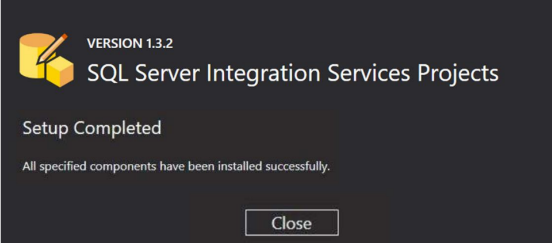 VERSION 1.3.2
SQL Server Integration Services Projects
Setup Completed
All specified components have been installed successfully.
Close